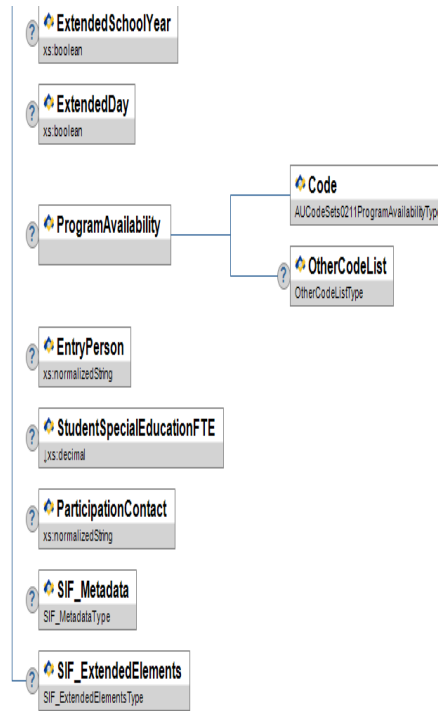 ExtendedSchoolYear
xs:boolean
?
ExtendedDay
xs:boolean
?
ProgramAvailability
?
Code
AUCodeSets0211ProgramAvailabilityType
OtherCodeList
OtherCodeListType
?
EntryPerson
xs:normalizedString
?
StudentSpecialEducationFTE
↓xs:decimal
?
ParticipationContact
xs:normalizedString
?
SIF_Metadata
SIF_MetadataType
?
SIF_ExtendedElements
SIF_ExtendedElementsType
?